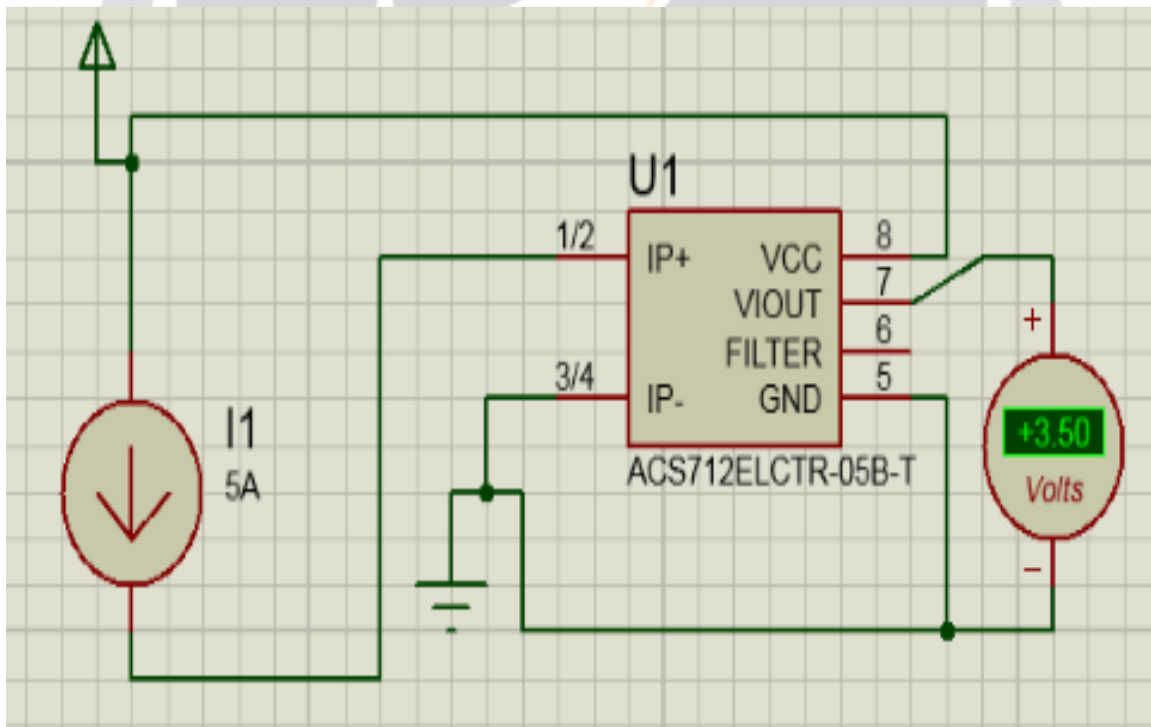 U1
1/2
IP+
VCC
8
VIOUT
7
FILTER
6
3/4
IP-
GND
5
ACS712ELCTR-05B-T
I1
5A
+
+3.50
Volts
−